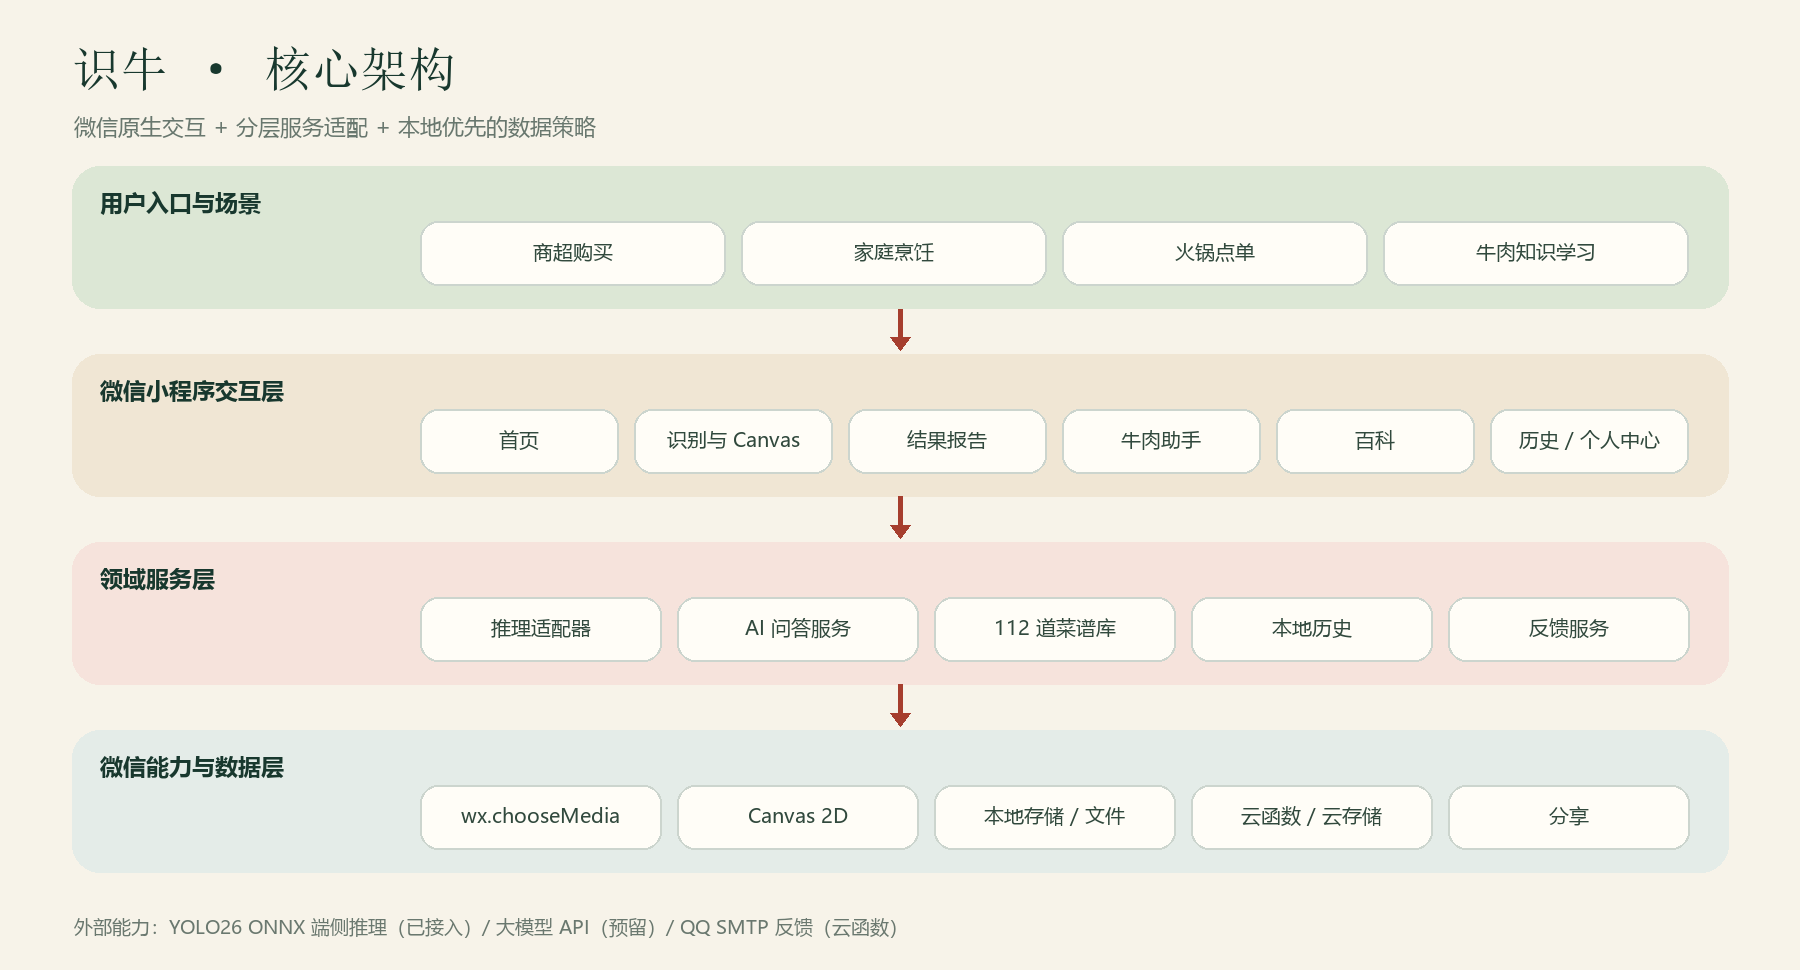 识牛 · 核心架构
微信原生交互 + 分层服务适配 + 本地优先的数据策略
用户入口与场景
商超购买 家庭烹饪 火锅点单 牛肉知识学习
微信小程序交互层
首页 识别与 Canvas 结果报告 牛肉助手 百科 历史 / 个人中心
领域服务层
推理适配器 AI 问答服务 112 道菜谱库 本地历史 反馈服务
微信能力与数据层
wx.chooseMedia Canvas 2D 本地存储 / 文件 云函数 / 云存储 分享
外部能力：YOLO26 ONNX 端侧推理（已接入）/ 大模型 API（预留）/ QQ SMTP 反馈（云函数）